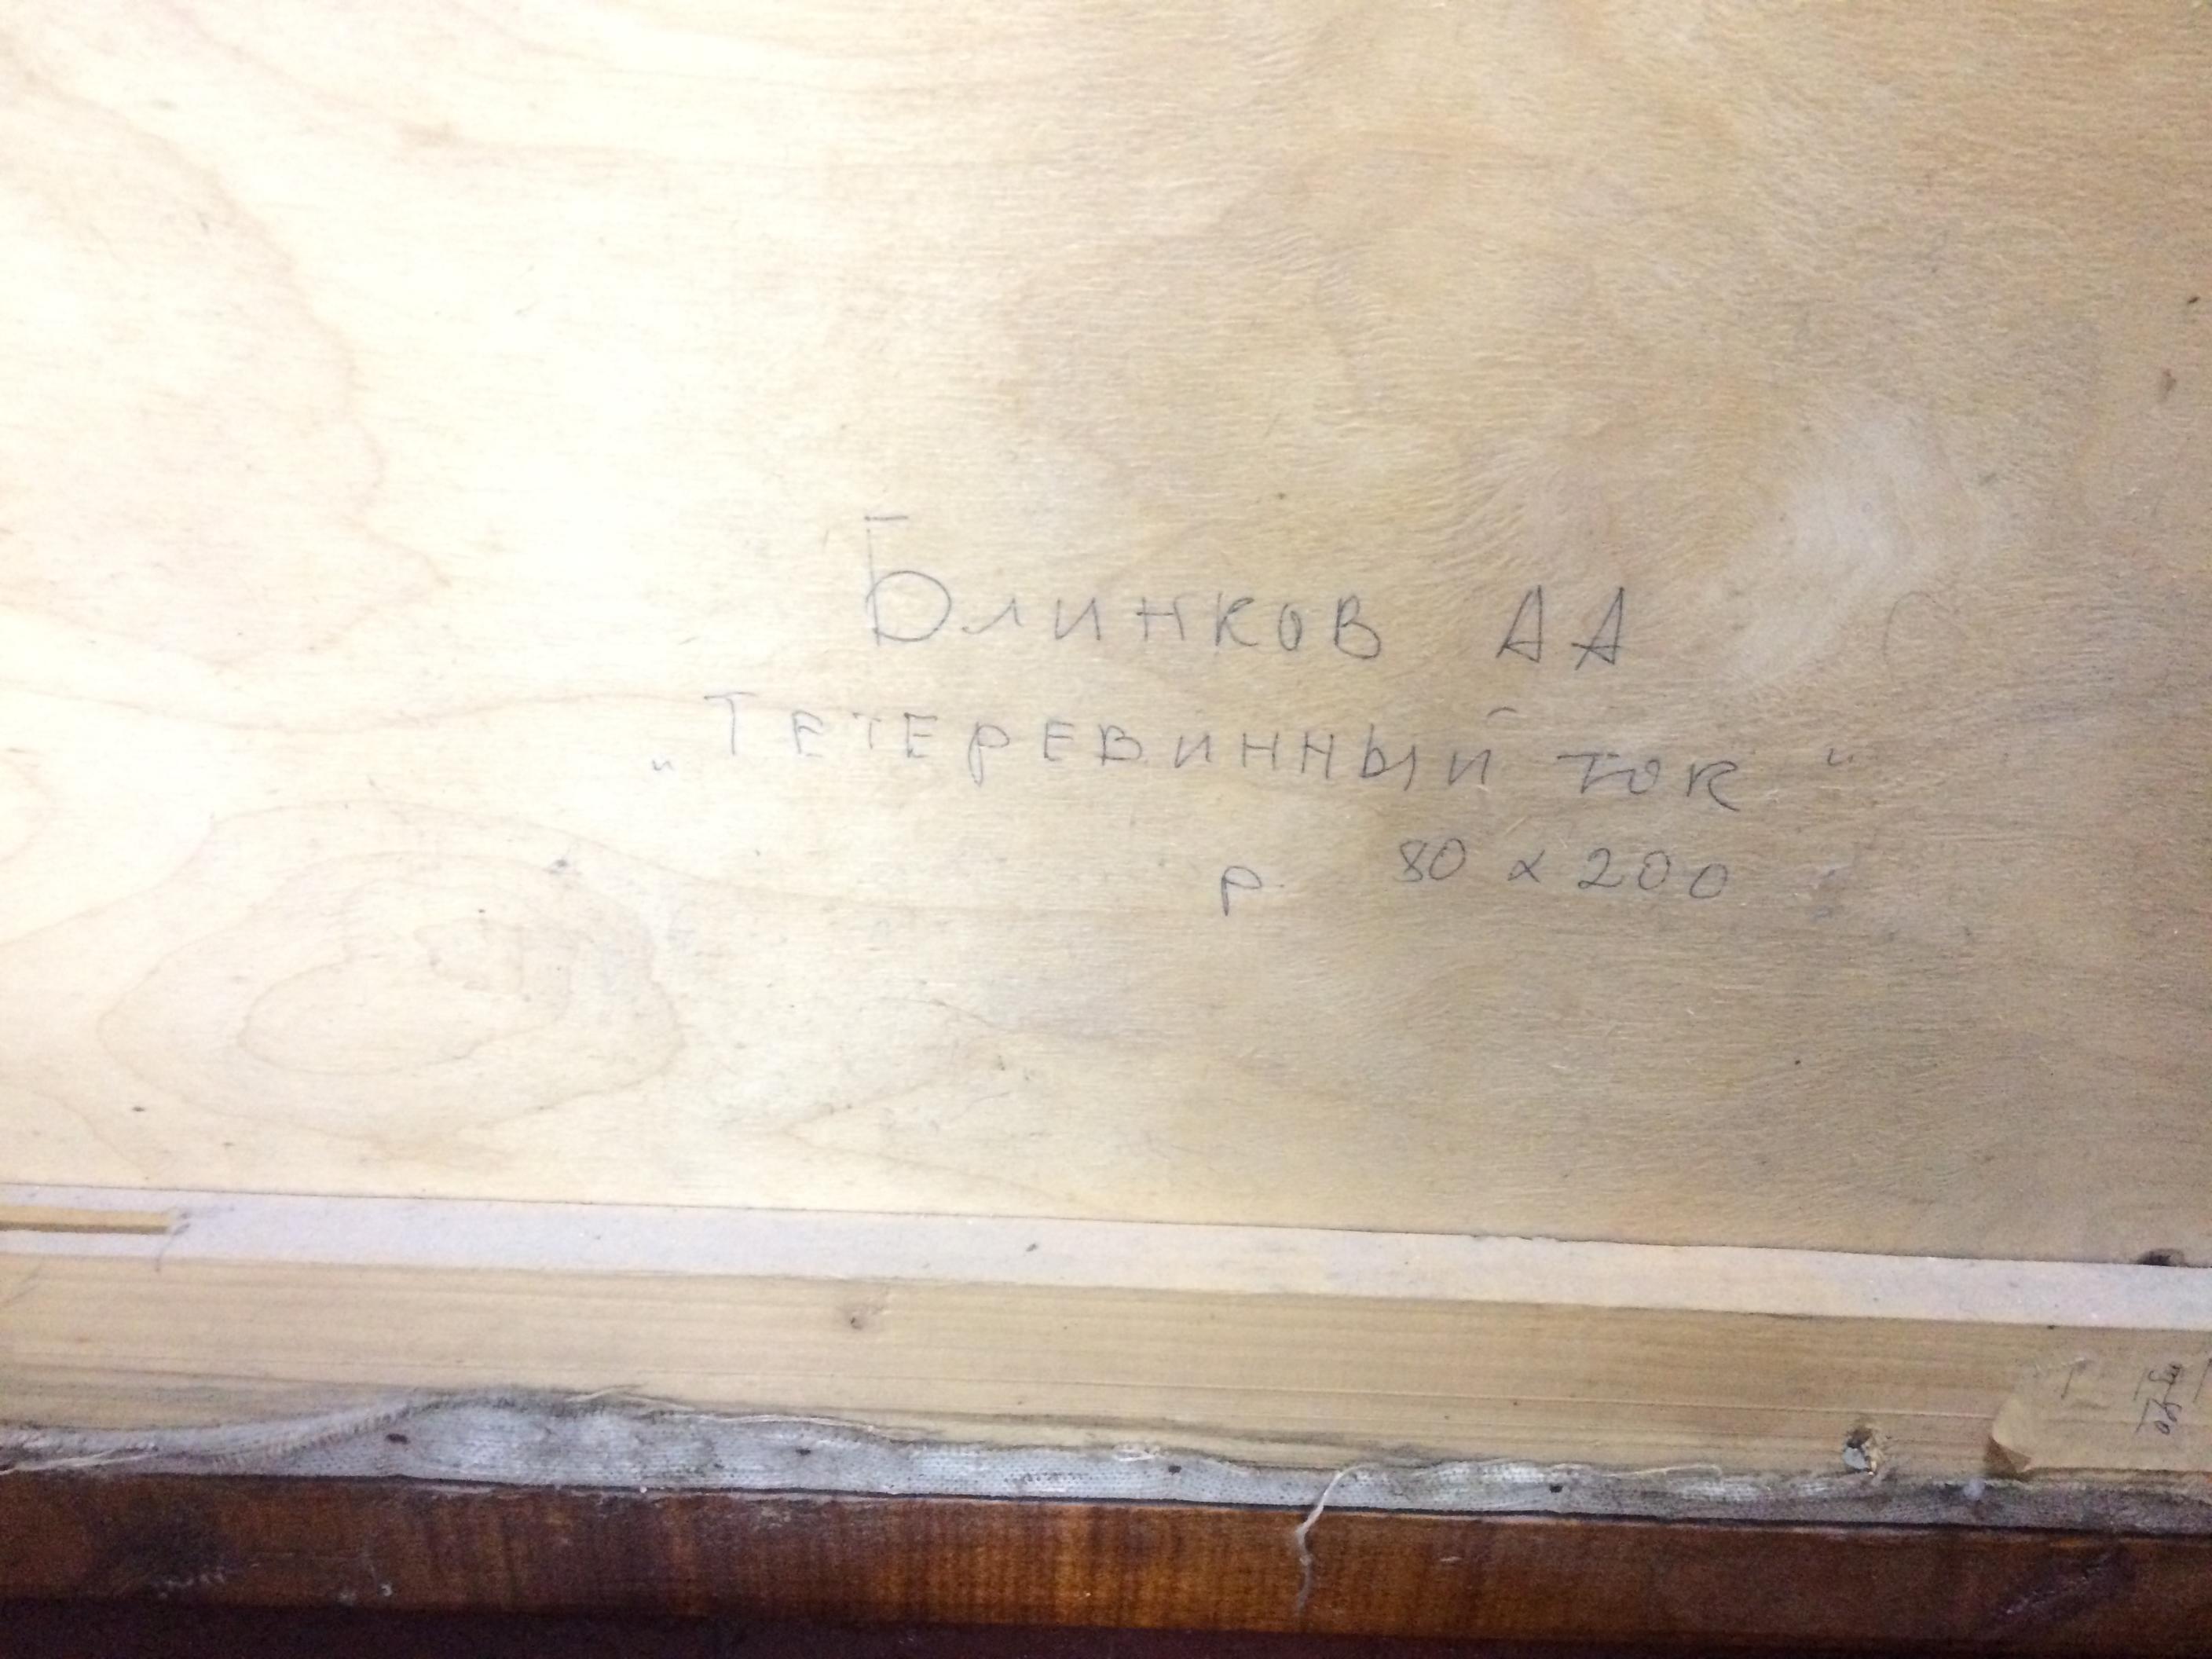 Блинков АА
„Тетеревинный ток"
р 80 х 200